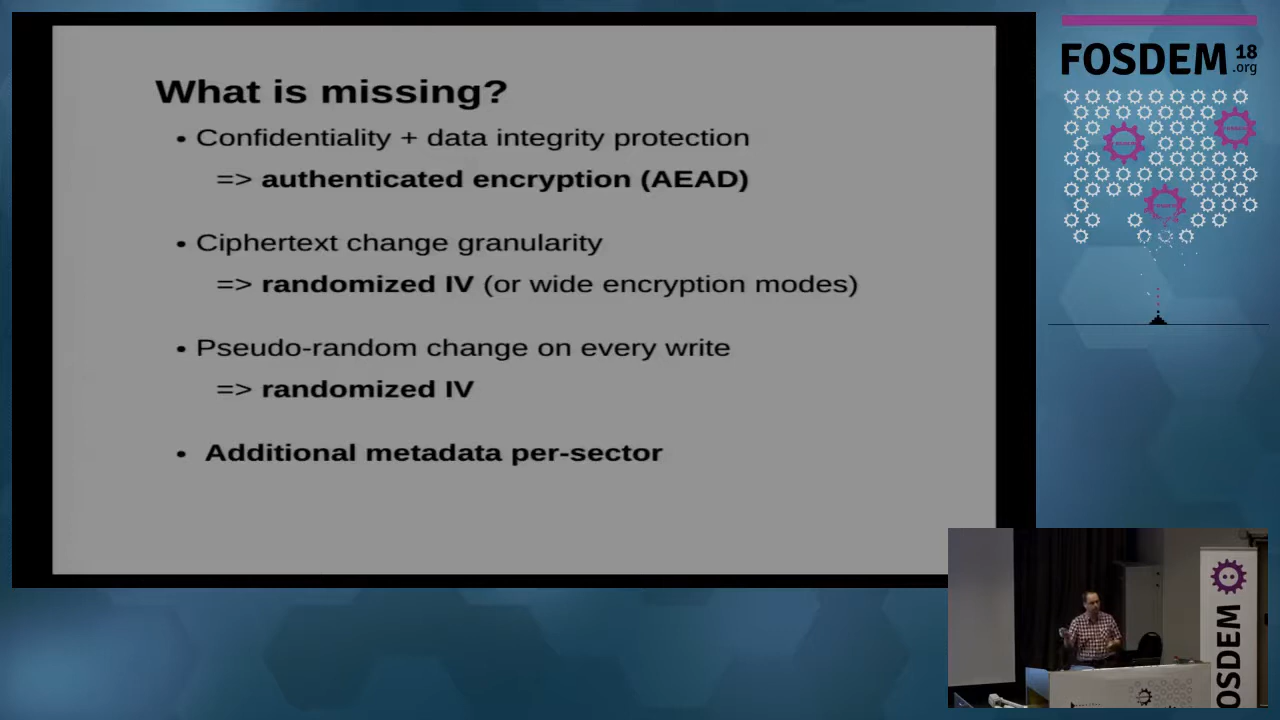 What is missing?
• Confidentiality + data integrity protection
=> authenticated encryption (AEAD)
• Ciphertext change granularity
=> randomized IV (or wide encryption modes)
• Pseudo-random change on every write
=> randomized IV
• Additional metadata per-sector
FOSDEM 18
.org
FOSDEM